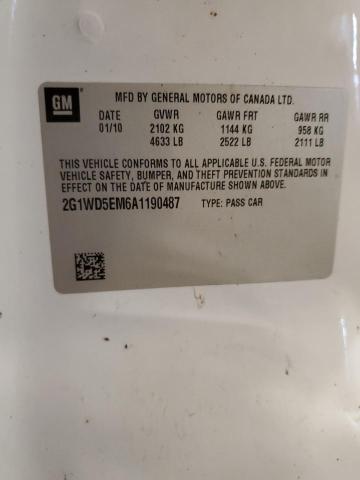 GM
MFD BY GENERAL MOTORS OF CANADA LTD.
DATE GVWR GAWR FRT GAWR RR
01/10 2102 KG 1144 KG 958 KG
4633 LB 2522 LB 2111 LB
THIS VEHICLE CONFORMS TO ALL APPLICABLE U.S. FEDERAL MOTOR
VEHICLE SAFETY, BUMPER, AND THEFT PREVENTION STANDARDS IN
EFFECT ON THE DATE OF MANUFACTURE SHOWN ABOVE.
2G1WD5EM6A1190487 TYPE: PASS CAR